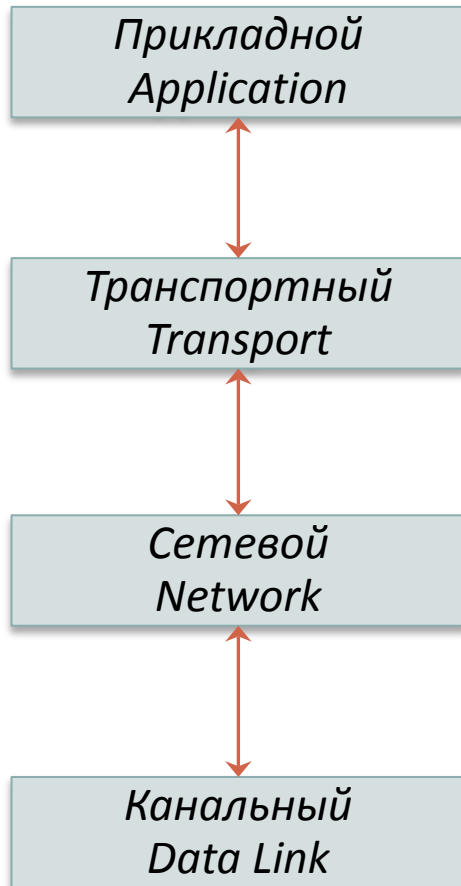 Прикладной
Application
Транспортный
Transport
Сетевой
Network
Канальный
Data Link